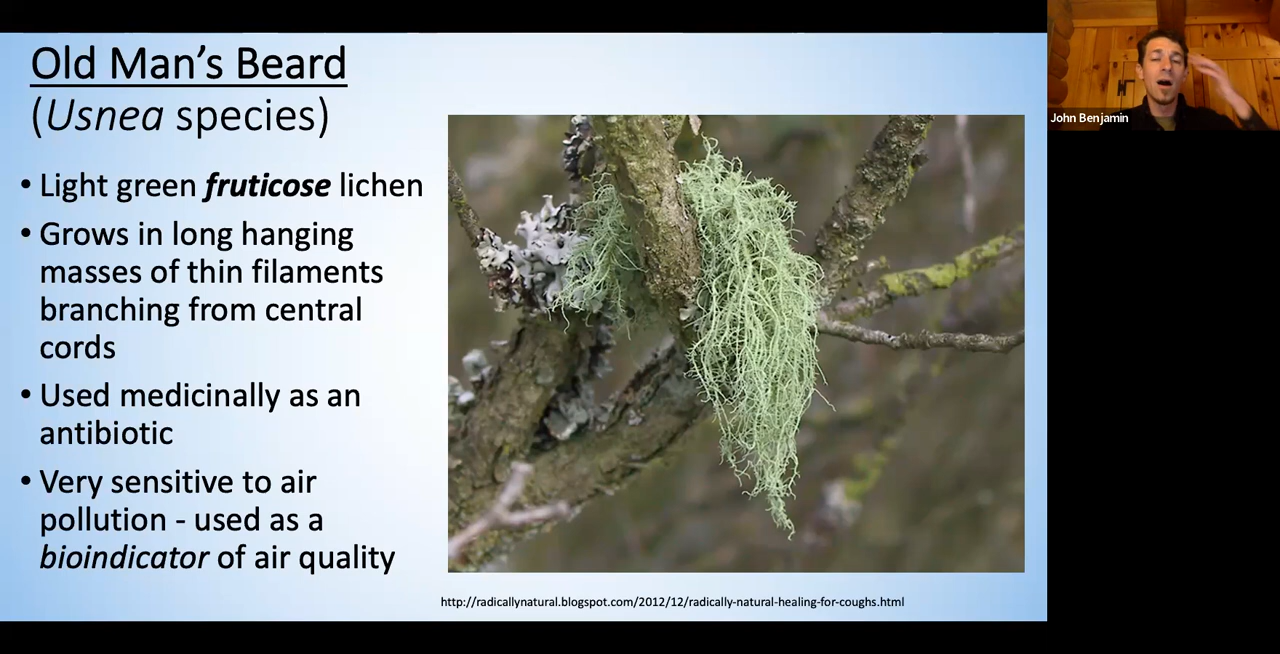 Old Man's Beard
(Usnea species)
• Light green fruticose lichen
• Grows in long hanging
masses of thin filaments
branching from central
cords
• Used medicinally as an
antibiotic
• Very sensitive to air
pollution - used as a
bioindicator of air quality
http://radicallynatural.blogspot.com/2012/12/radically-natural-healing-for-coughs.html
John Benjamin